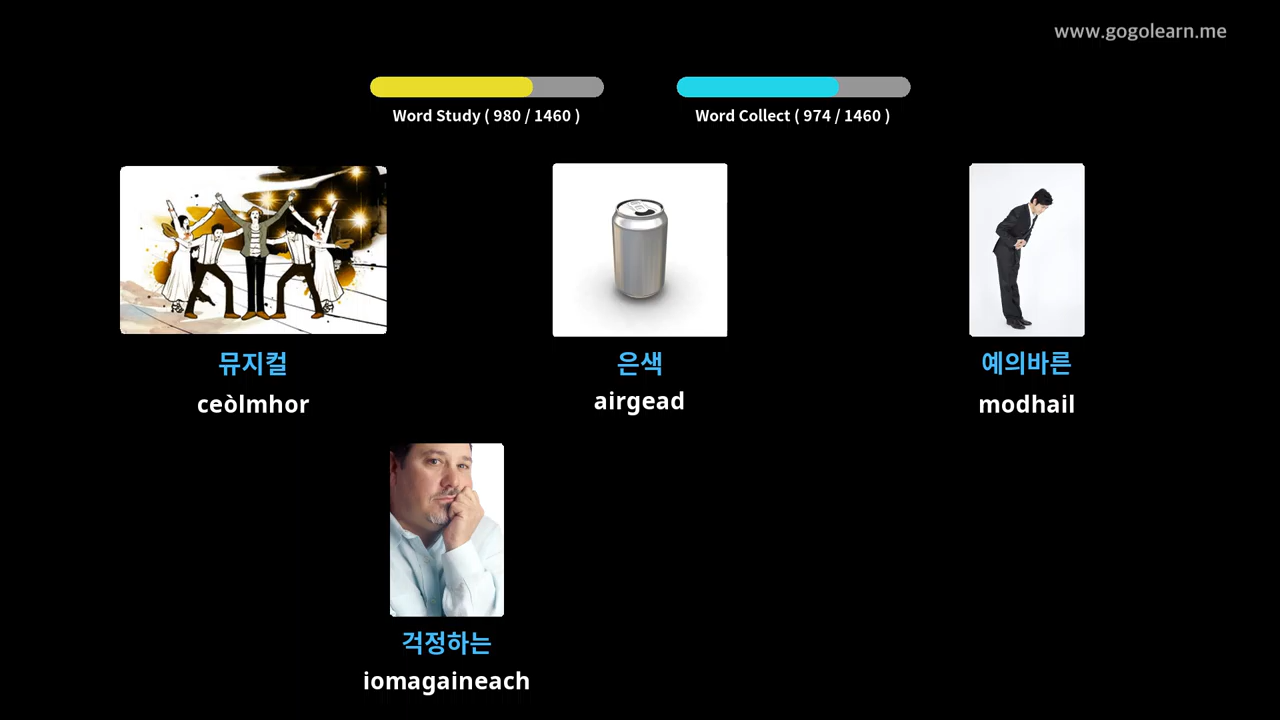 www.gogolearn.me
Word Study ( 980 / 1460 )
Word Collect ( 974 / 1460 )
뮤지컬
ceòlmhor
은색
airgead
예의바른
modhail
걱정하는
iomagaineach